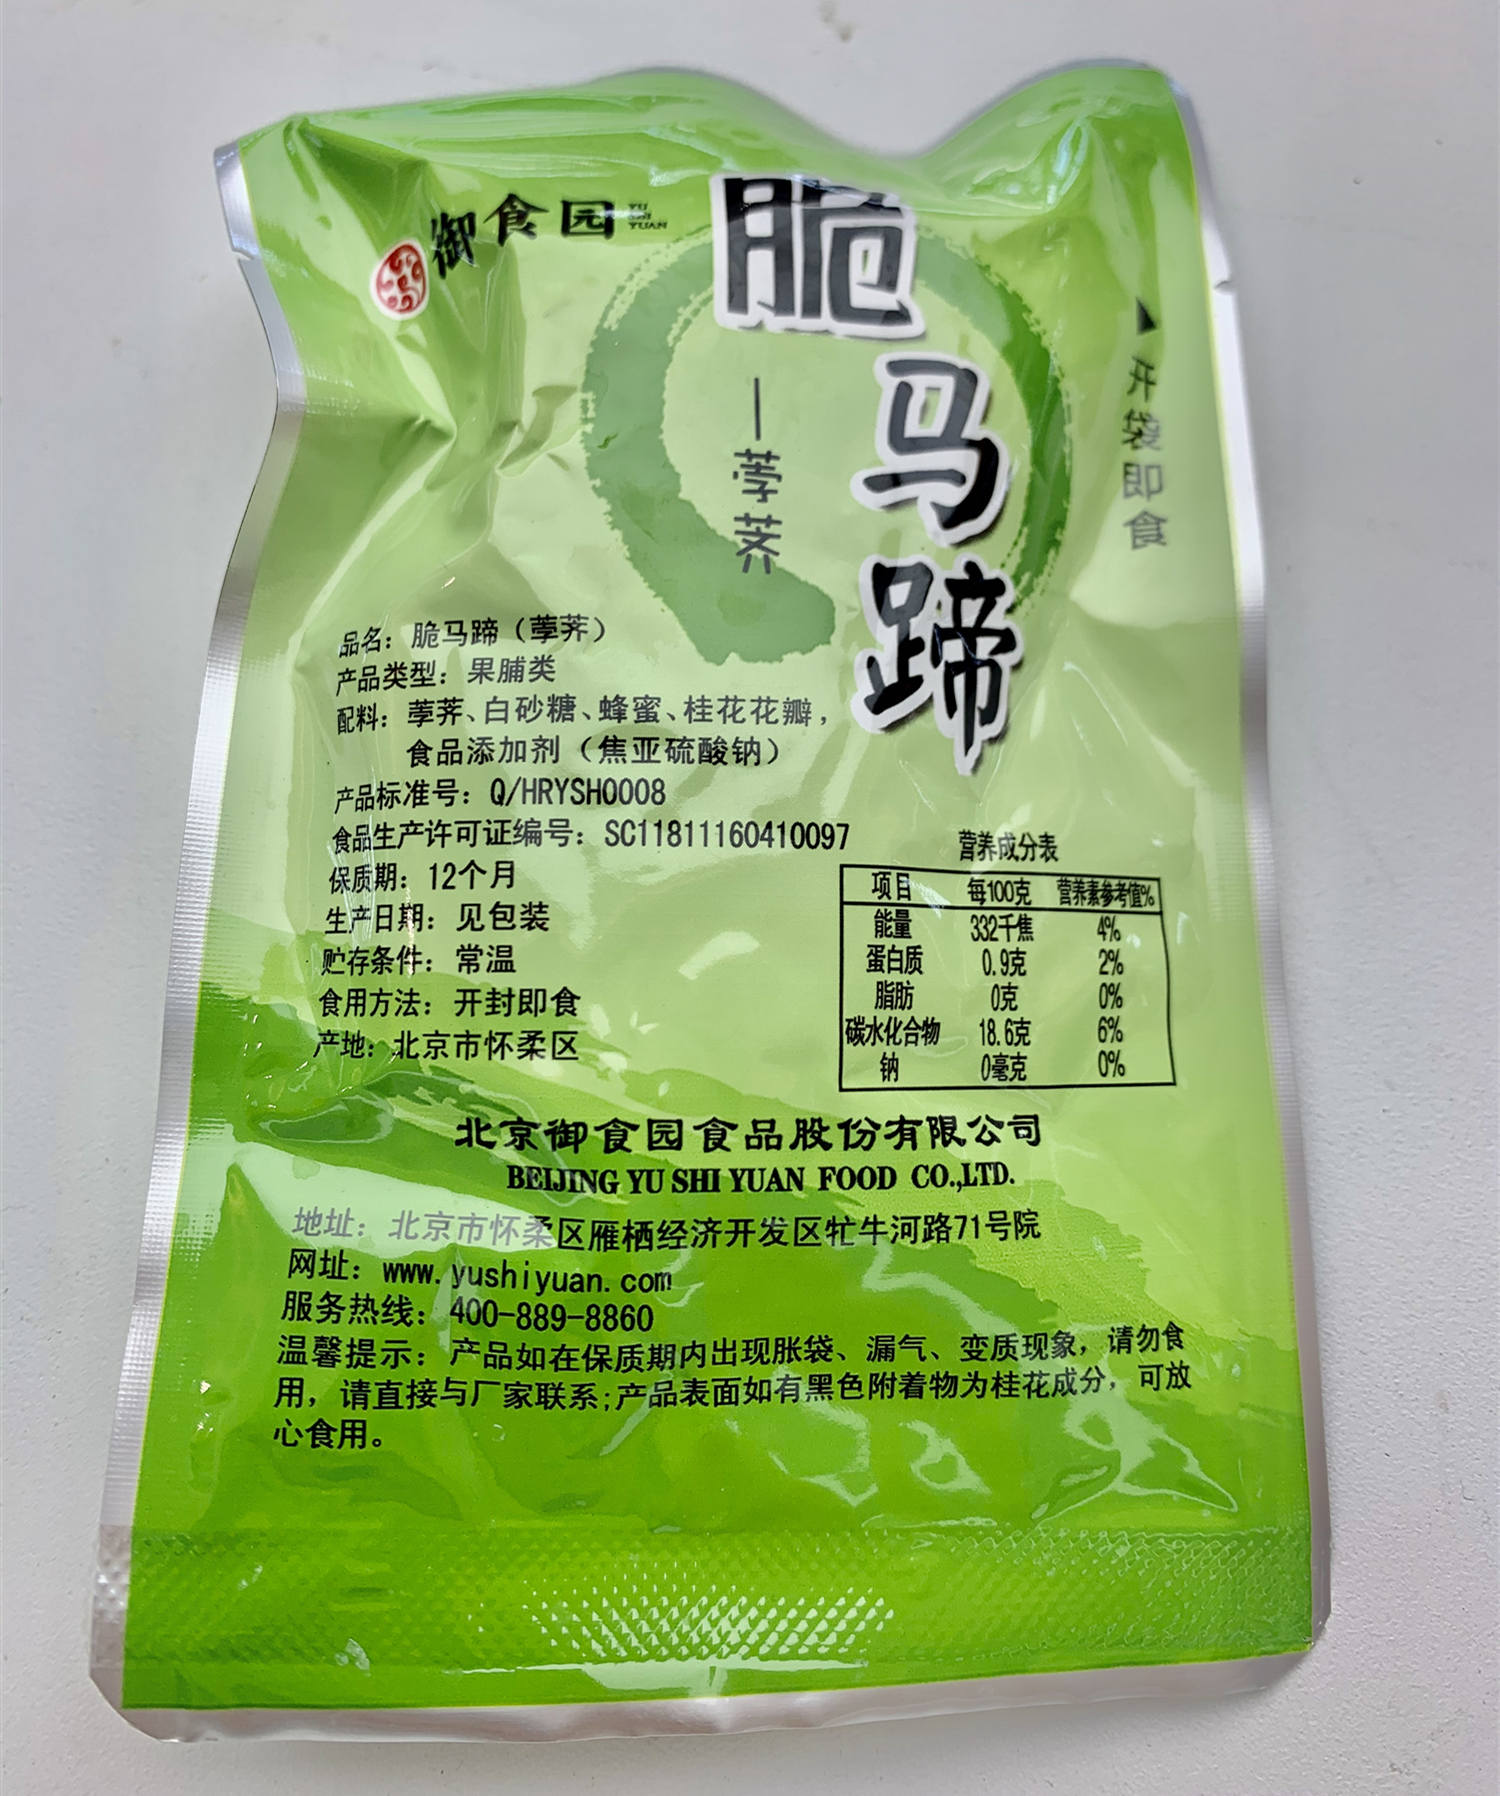 御食园
YU
SHI
YUAN
脆马蹄
—荸荠
▶开袋即食
品名：脆马蹄（荸荠）
产品类型：果脯类
配料：荸荠、白砂糖、蜂蜜、桂花花瓣，
食品添加剂（焦亚硫酸钠）
产品标准号：Q/HRYSH0008
食品生产许可证编号：SC11811160410097
保质期：12个月
生产日期：见包装
贮存条件：常温
食用方法：开封即食
产地：北京市怀柔区
营养成分表
项目 每100克 营养素参考值%
能量 332千焦 4%
蛋白质 0.9克 2%
脂肪 0克 0%
碳水化合物 18.6克 6%
钠 0毫克 0%
北京御食园食品股份有限公司
BEIJING YU SHI YUAN FOOD CO.,LTD.
地址：北京市怀柔区雁栖经济开发区牤牛河路71号院
网址：www.yushiyuan.com
服务热线：400-889-8860
温馨提示：产品如在保质期内出现胀袋、漏气、变质现象，请勿食
用，请直接与厂家联系;产品表面如有黑色附着物为桂花成分，可放
心食用。